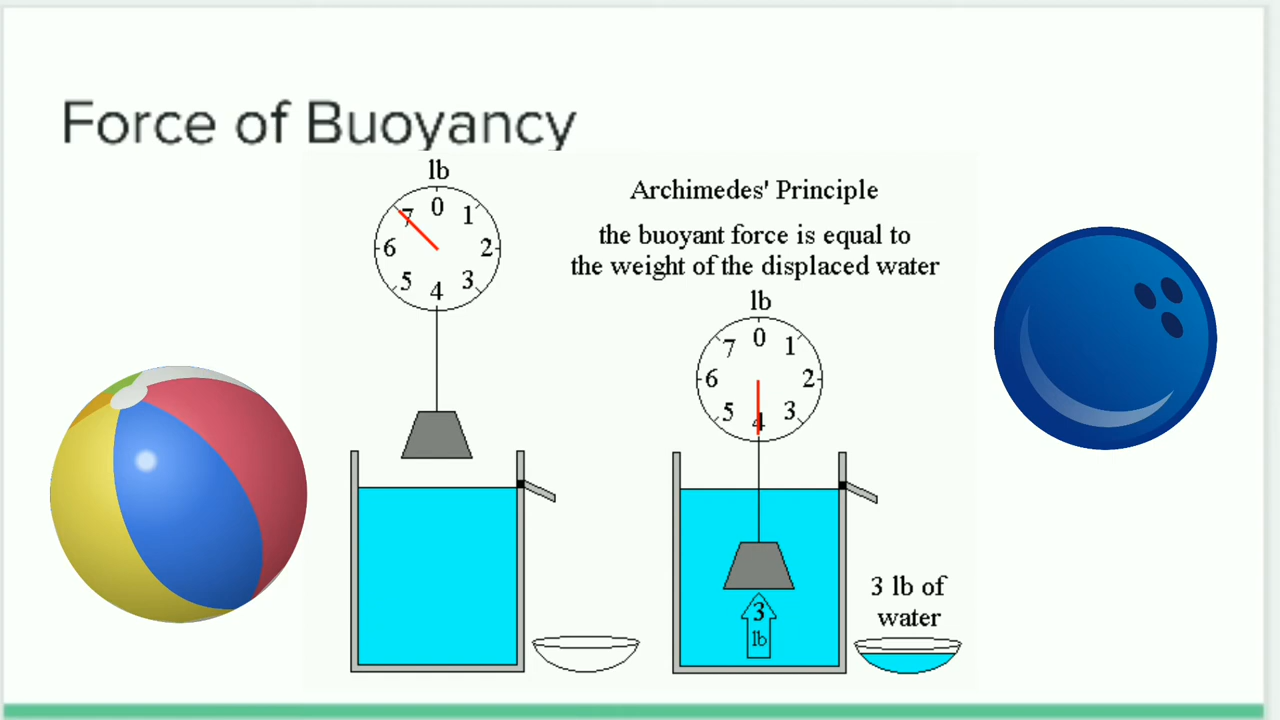 Force of Buoyancy
lb
0
1
2
3
4
5
6
7
Archimedes' Principle
the buoyant force is equal to
the weight of the displaced water
lb
0
1
2
3
4
5
6
7
3
lb
3 lb of
water